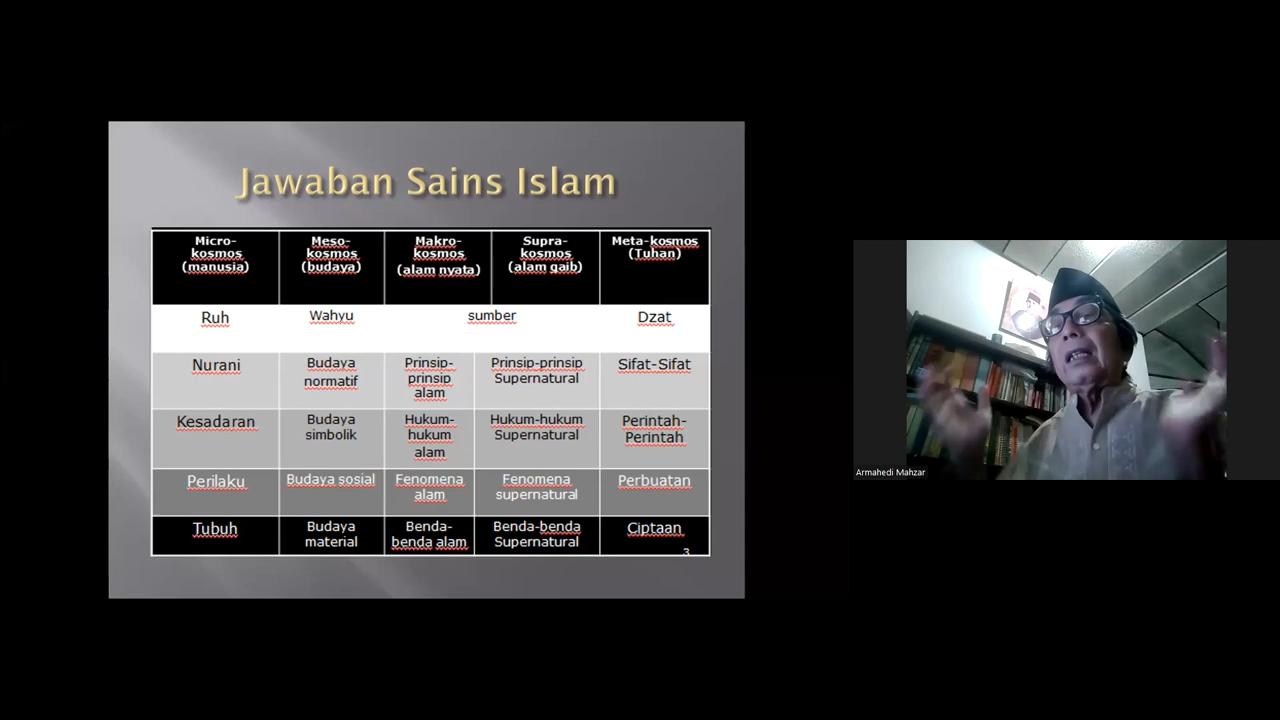 Jawaban Sains Islam
Micro-
kosmos
(manusia)
Meso-
kosmos
(budaya)
Makro-
kosmos
(alam nyata)
Supra-
kosmos
(alam gaib)
Meta-kosmos
(Tuhan)
Ruh
Wahyu
sumber
Dzat
Nurani
Budaya
normatif
Prinsip-
prinsip
alam
Prinsip-prinsip
Supernatural
Sifat-Sifat
Kesadaran
Budaya
simbolik
Hukum-
hukum
alam
Hukum-hukum
Supernatural
Perintah-
Perintah
Perilaku
Budaya sosial
Fenomena
alam
Fenomena
supernatural
Perbuatan
Tubuh
Budaya
material
Benda-
benda alam
Benda-benda
Supernatural
Ciptaan
3
Armahedi Mahzar